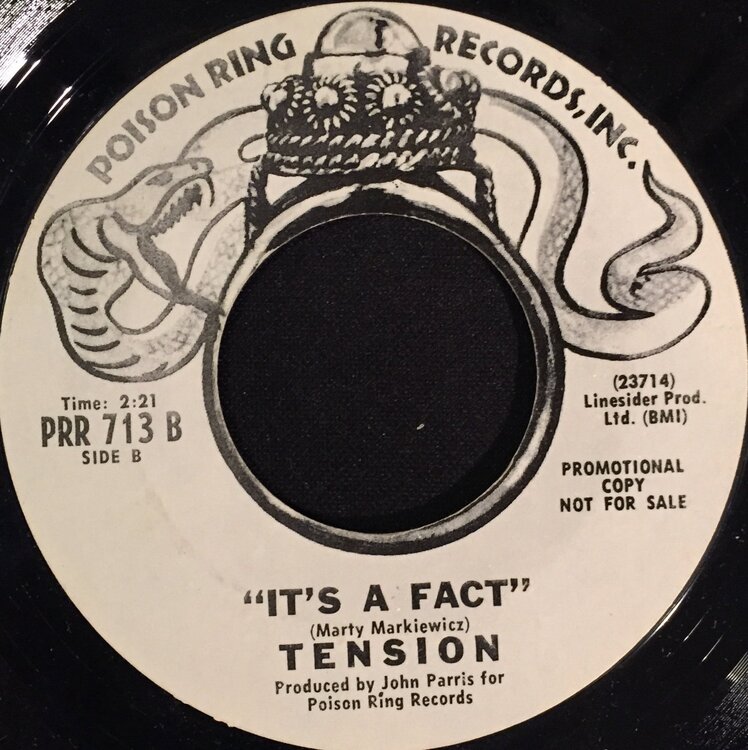 POISON RING RECORDS, INC.
Time: 2:21
PRR 713 B
SIDE B
(23714)
Linesider Prod.
Ltd. (BMI)
PROMOTIONAL
COPY
NOT FOR SALE
"IT'S A FACT"
(Marty Markiewicz)
TENSION
Produced by John Parris for
Poison Ring Records